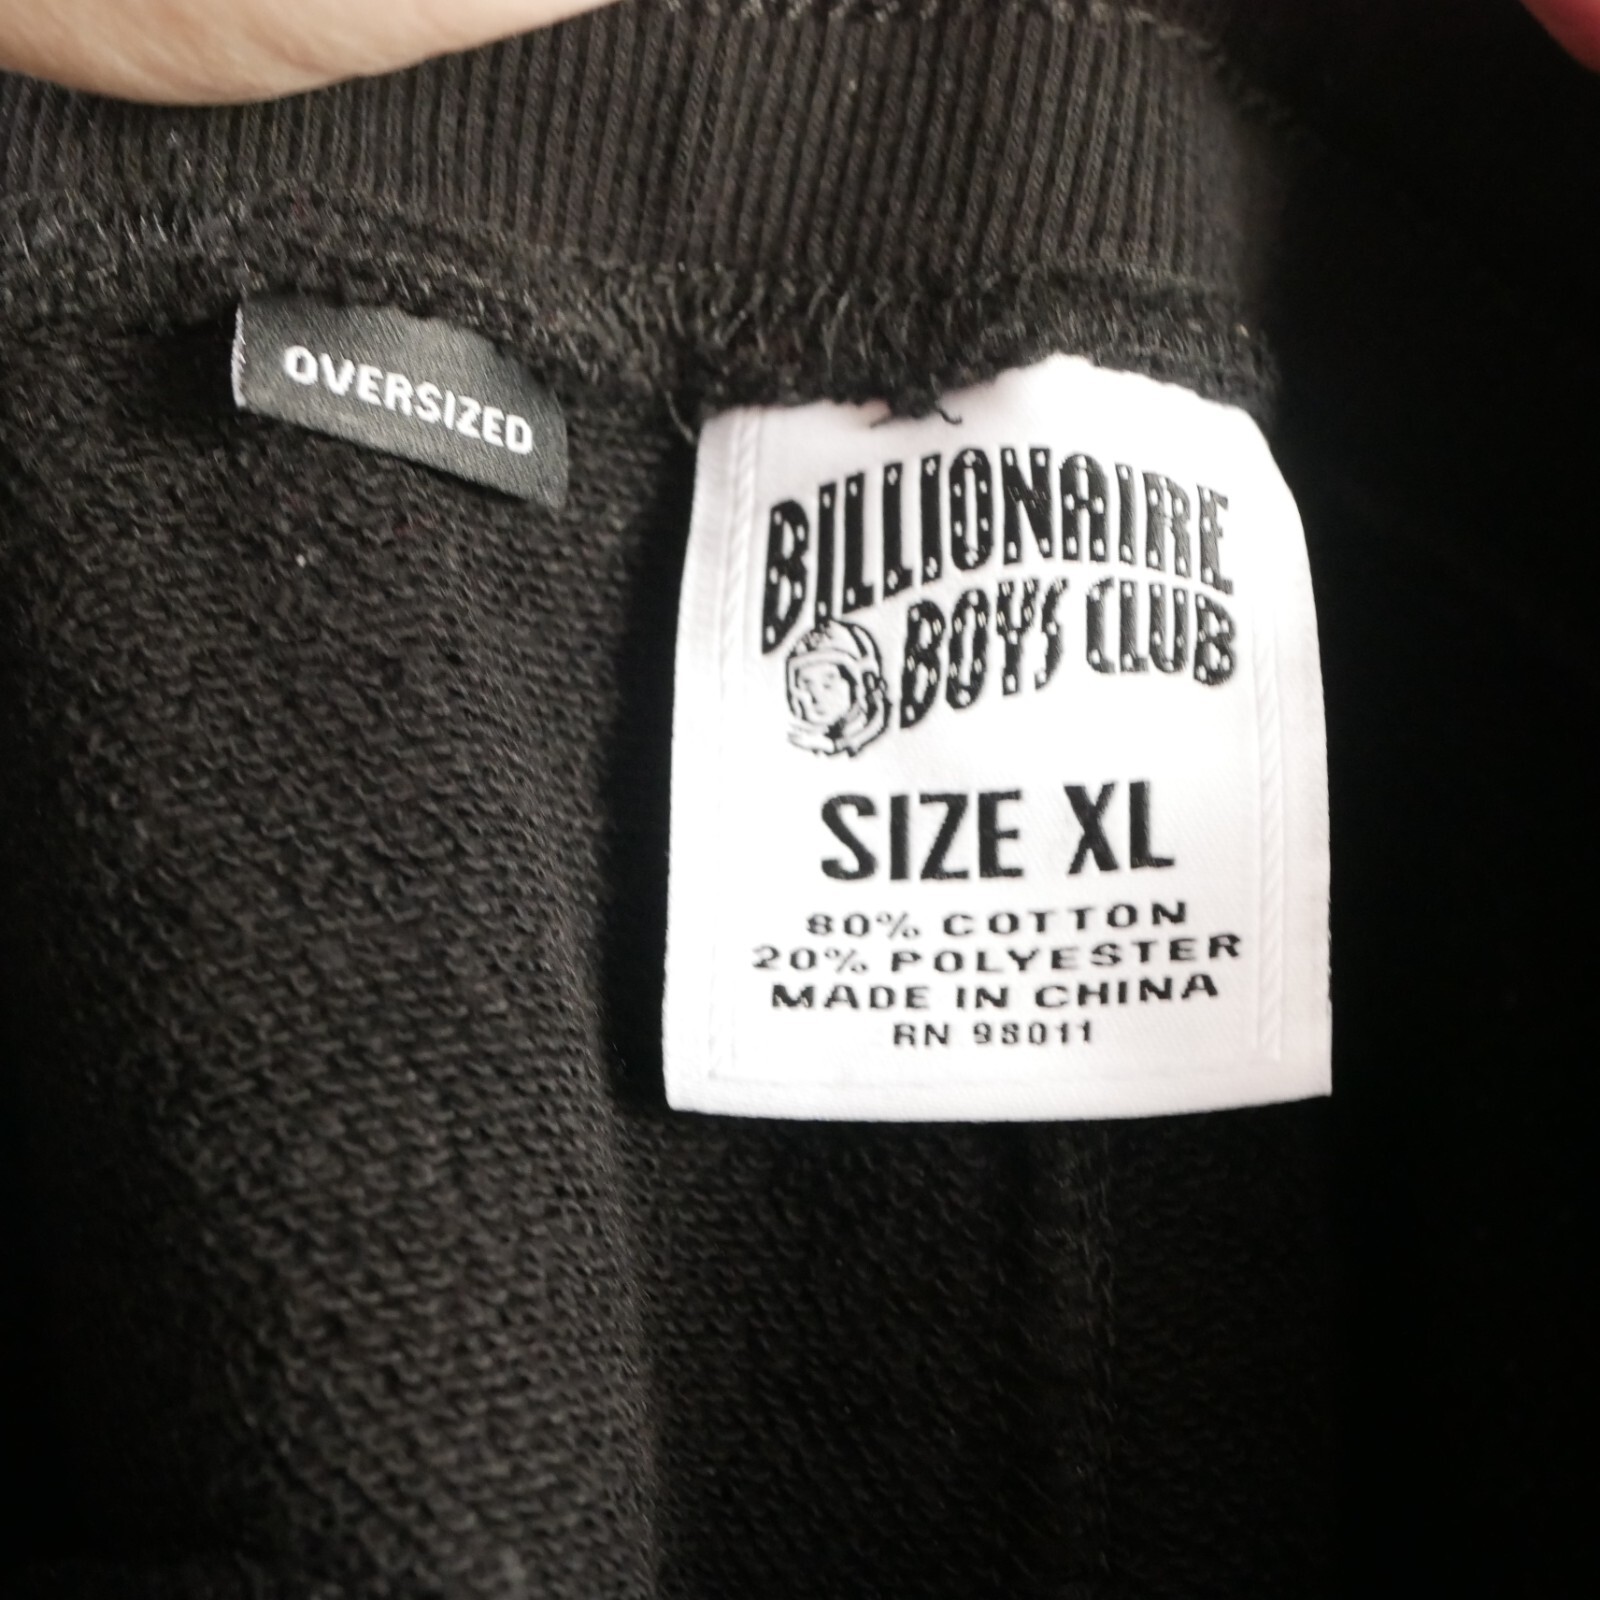 OVERSIZED
BILLIONAIRE
BOYS CLUB
SIZE XL
80% COTTON
20% POLYESTER
MADE IN CHINA
RN 98011